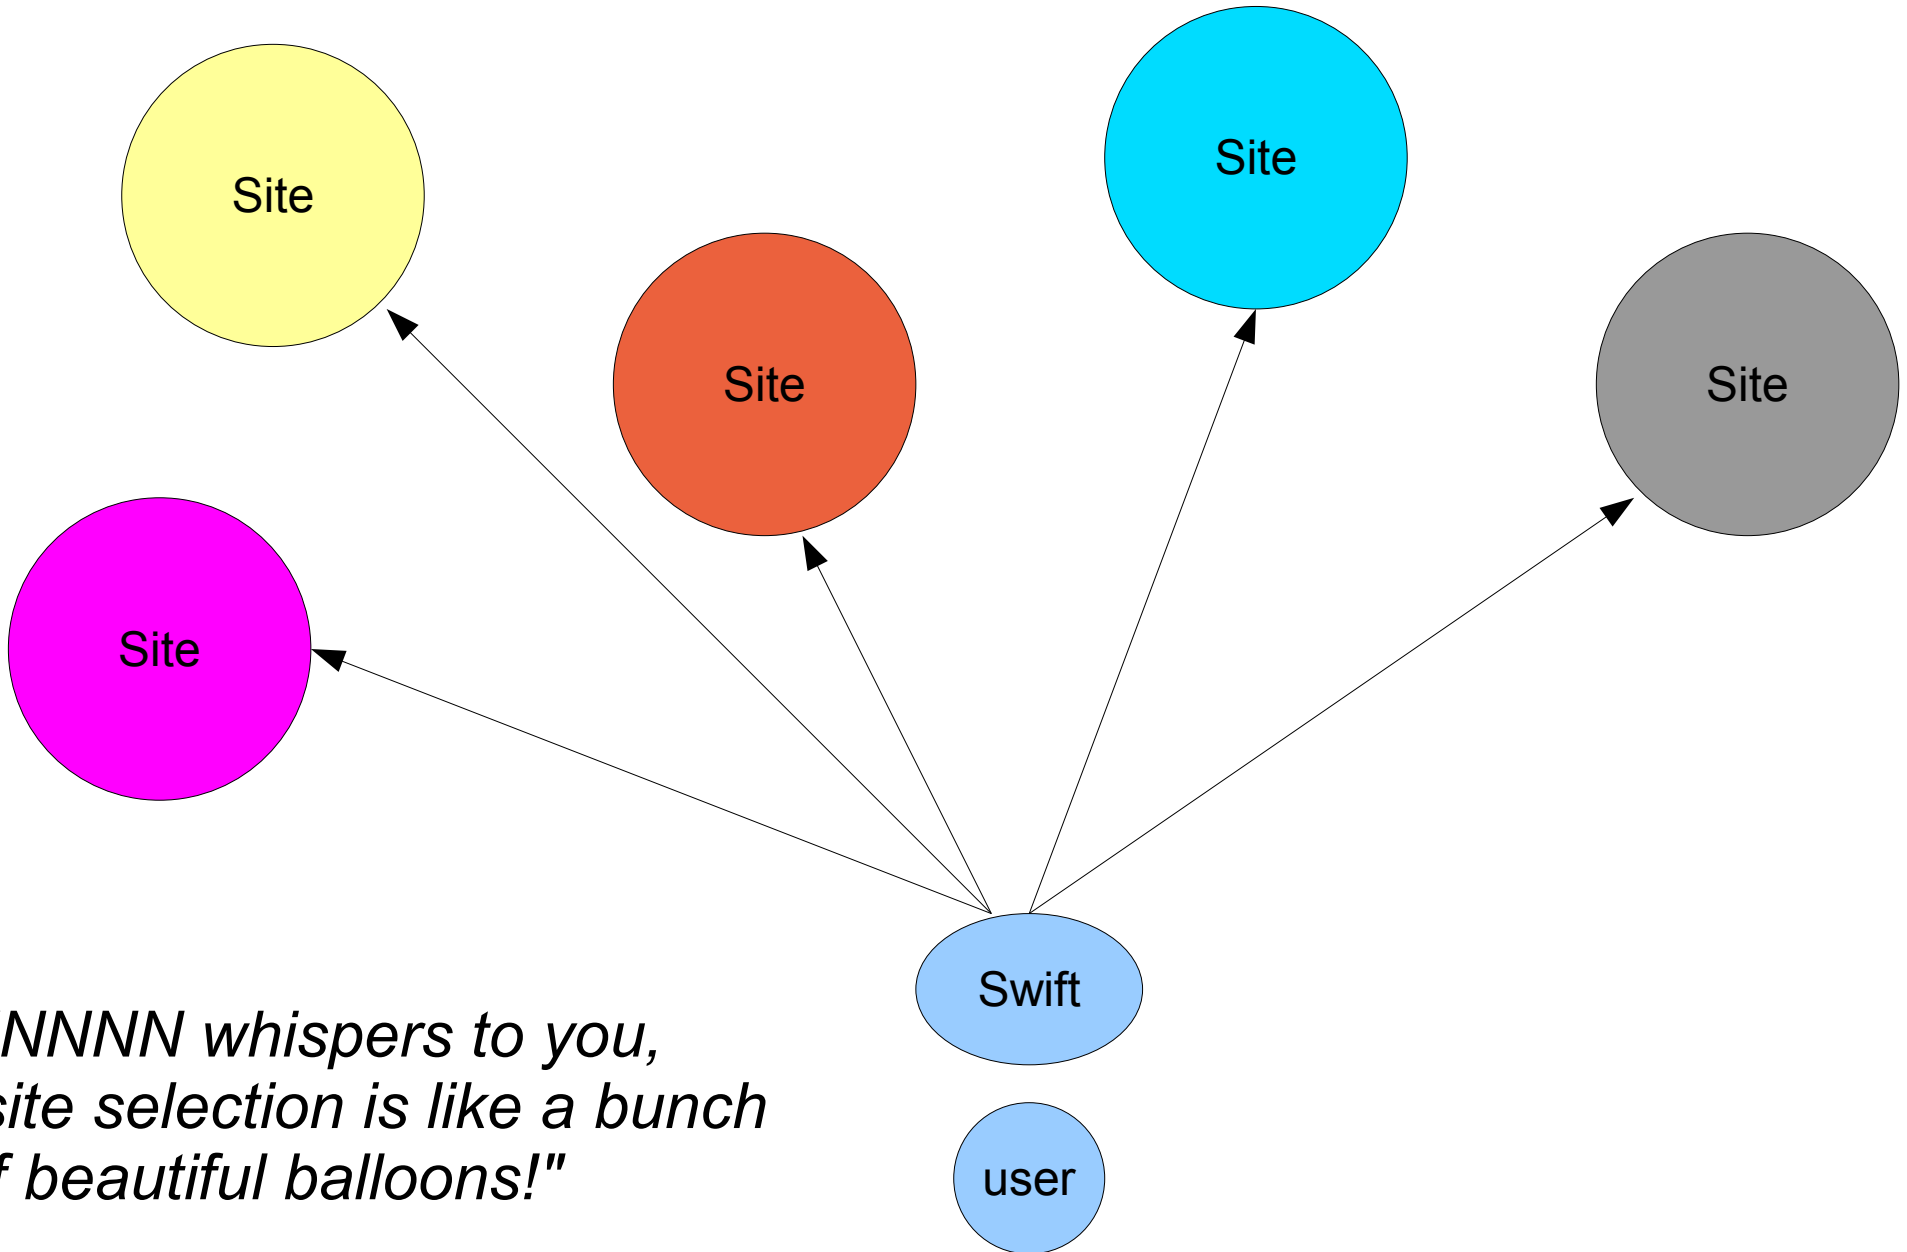 Site
Site
Site
Site
Site
Swift
NNNN whispers to you,
site selection is like a bunch
beautiful balloons!"
user